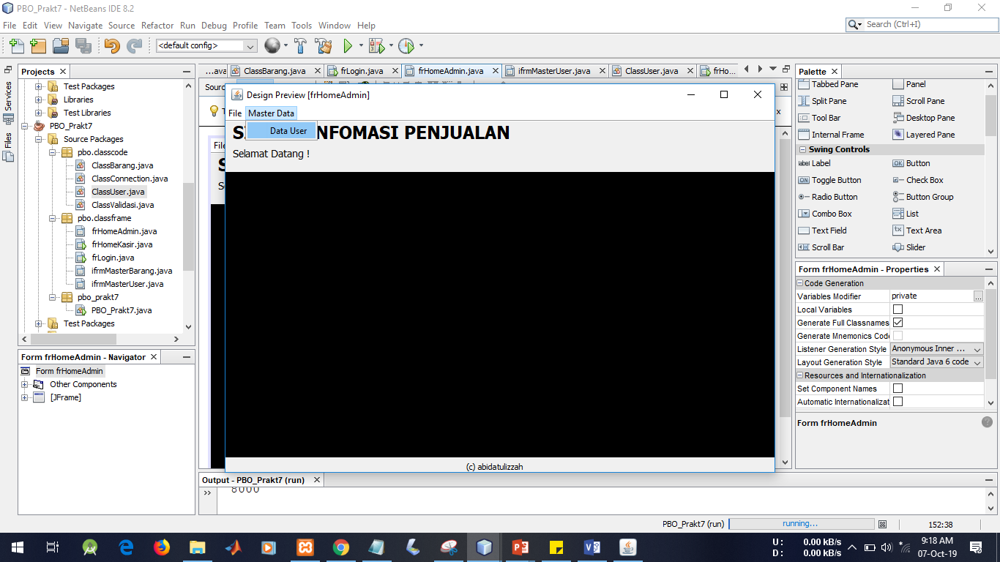 PBO_Prakt7 - NetBeans IDE 8.2
File Edit View Navigate Source Refactor Run Debug Profile Team Tools Window Help
Search (Ctrl+I)
<default config>
Services
Files
Projects
Test Packages
Libraries
Test Libraries
PBO_Prakt7
Source Packages
pbo.classcode
ClassBarang.java
ClassConnection.java
ClassUser.java
ClassValidasi.java
pbo.classframe
frHomeAdmin.java
frHomeKasir.java
frLogin.java
ifrmMasterBarang.java
ifrmMasterUser.java
pbo_prakt7
PBO_Prakt7.java
Test Packages
Form frHomeAdmin - Navigator
Form frHomeAdmin
Other Components
[JFrame]
...ava ClassBarang.java frLogin.java frHomeAdmin.java ifrmMasterUser.java ClassUser.java frHo...
Sour
Design Preview [frHomeAdmin]
File Master Data
Data User
NFOMASI PENJUALAN
Selamat Datang !
(c) abidatulizzah
Output - PBO_Prakt7 (run)
8000
PBO_Prakt7 (run) running...
152:38
Palette
Tabbed Pane Panel
Split Pane Scroll Pane
Tool Bar Desktop Pane
Internal Frame Layered Pane
Swing Controls
label Label OK Button
ON Toggle Button Check Box
Radio Button Button Group
Combo Box List
Text Field Text Area
Scroll Bar Slider
Form frHomeAdmin - Properties
Code Generation
Variables Modifier private ...
Local Variables
Generate Full Classnames
Generate Mnemonics Code
Listener Generation Style Anonymous Inner ...
Layout Generation Style Standard Java 6 code
Resources and Internationalization
Set Component Names
Automatic Internationalizat
Form frHomeAdmin
U: 0.00 kB/s
D: 0.00 kB/s
9:18 AM
07-Oct-19